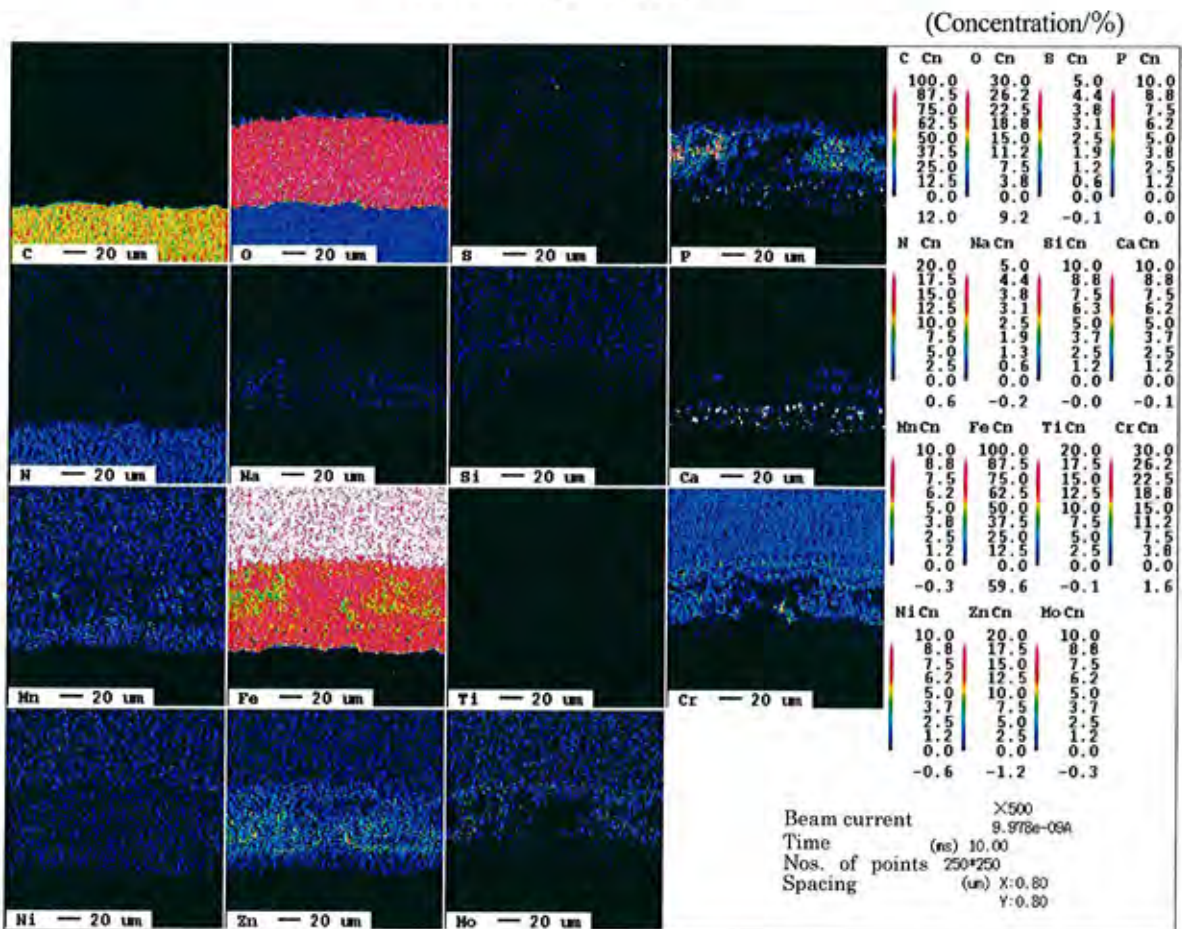 (Concentration/%)
C Cn O Cn S Cn P Cn
100.0 30.0 5.0 10.0
87.5 26.2 4.4 8.8
75.0 22.5 3.8 7.5
62.5 18.8 3.1 6.2
50.0 15.0 2.5 5.0
37.5 11.2 1.9 3.8
25.0 7.5 1.2 2.5
12.5 3.8 0.6 1.2
0.0 0.0 0.0 0.0
12.0 9.2 -0.1 0.0
C 20 um O 20 um S 20 um P 20 um
N Cn Na Cn Si Cn Ca Cn
20.0 5.0 10.0 10.0
17.5 4.4 8.8 8.8
15.0 3.8 7.5 7.5
12.5 3.1 6.3 6.2
10.0 2.5 5.0 5.0
7.5 1.9 3.7 3.7
5.0 1.3 2.5 2.5
2.5 0.6 1.2 1.2
0.0 0.0 0.0 0.0
0.6 -0.2 -0.0 -0.1
N 20 um Na 20 um Si 20 um Ca 20 um
Mn Cn Fe Cn Ti Cn Cr Cn
10.0 100.0 20.0 30.0
8.8 87.5 17.5 26.2
7.5 75.0 15.0 22.5
6.2 62.5 12.5 18.8
5.0 50.0 10.0 15.0
3.8 37.5 7.5 11.2
2.5 25.0 5.0 7.5
1.2 12.5 2.5 3.8
0.0 0.0 0.0 0.0
-0.3 59.6 -0.1 1.6
Mn 20 um Fe 20 um Ti 20 um Cr 20 um
Ni Cn Zn Cn Mo Cn
10.0 20.0 10.0
8.8 17.5 8.8
7.5 15.0 7.5
6.2 12.5 6.2
5.0 10.0 5.0
3.7 7.5 3.7
2.5 5.0 2.5
1.2 2.5 1.2
0.0 0.0 0.0
-0.6 -1.2 -0.3
×500
Beam current 9.978e-09A
Time (ms) 10.00
Nos. of points 250*250
Spacing (um) X:0.80
Y:0.80
Ni 20 um Zn 20 um Mo 20 um